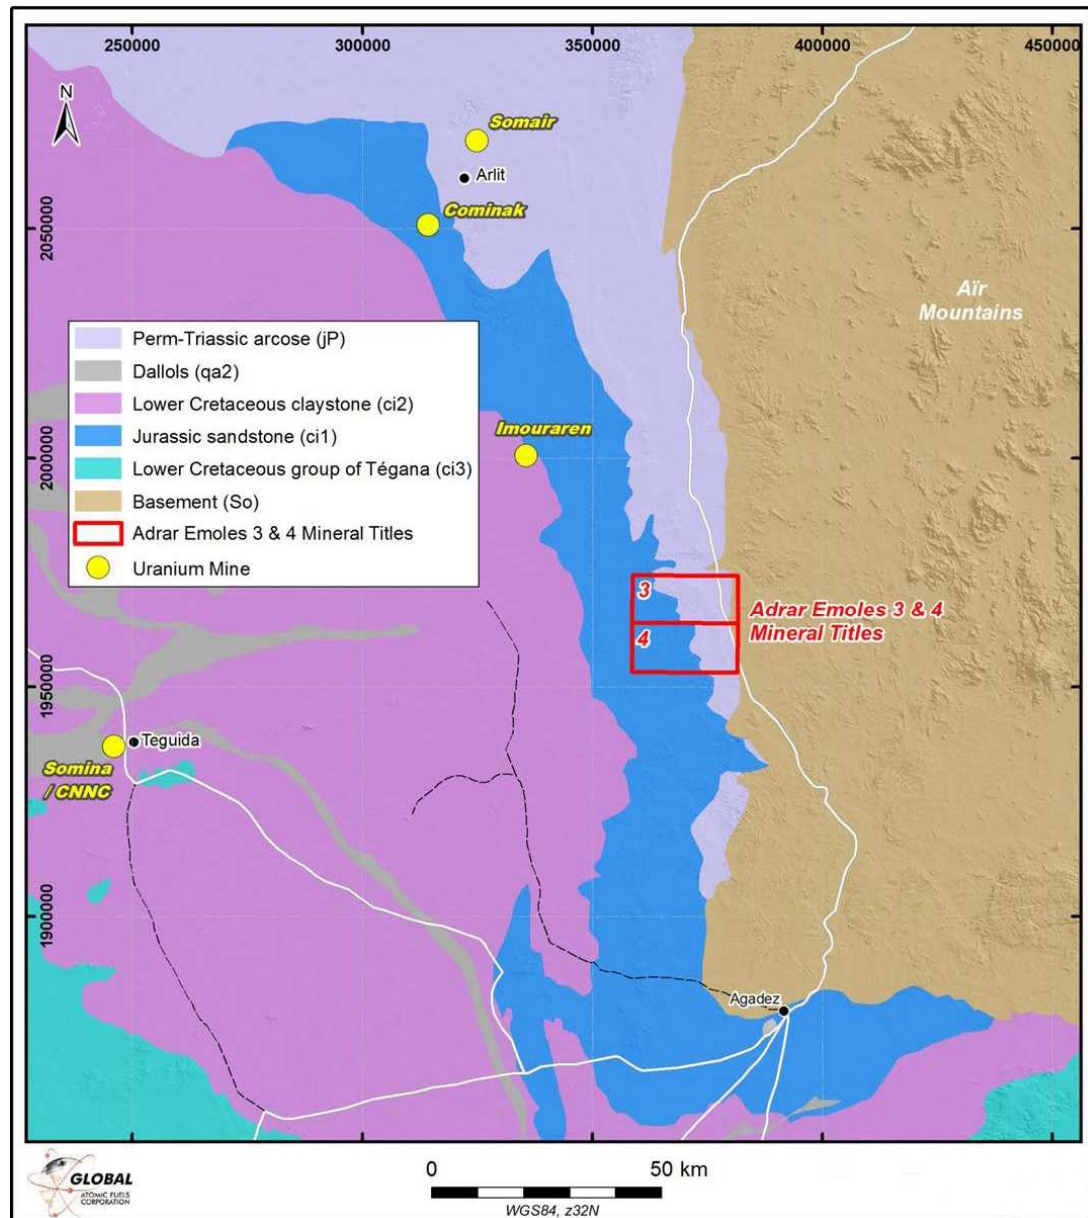 250000
300000
350000
400000
450000
N
Somair
Arlit
2050000
Cominak
Aïr
Mountains
Perm-Triassic arcose (jP)
Dallols (qa2)
Lower Cretaceous claystone (ci2)
Jurassic sandstone (ci1)
Lower Cretaceous group of Tégana (ci3)
Basement (So)
Adrar Emoles 3 & 4 Mineral Titles
Uranium Mine
Imouraren
2000000
3
4
Adrar Emoles 3 & 4
Mineral Titles
1950000
Teguida
Somina
/ CNNC
1900000
Agadez
GLOBAL
ATOMIC FUELS
CORPORATION
0
50 km
WGS84, z32N